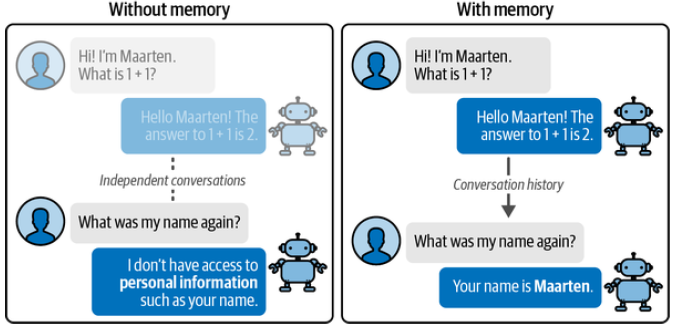 Without memory
Hi! I'm Maarten.
What is 1 + 1?
Hello Maarten! The
answer to 1 + 1 is 2.
Independent conversations
What was my name again?
I don't have access to
personal information
such as your name.
With memory
Hi! I'm Maarten.
What is 1 + 1?
Hello Maarten! The
answer to 1 + 1 is 2.
Conversation history
What was my name again?
Your name is Maarten.